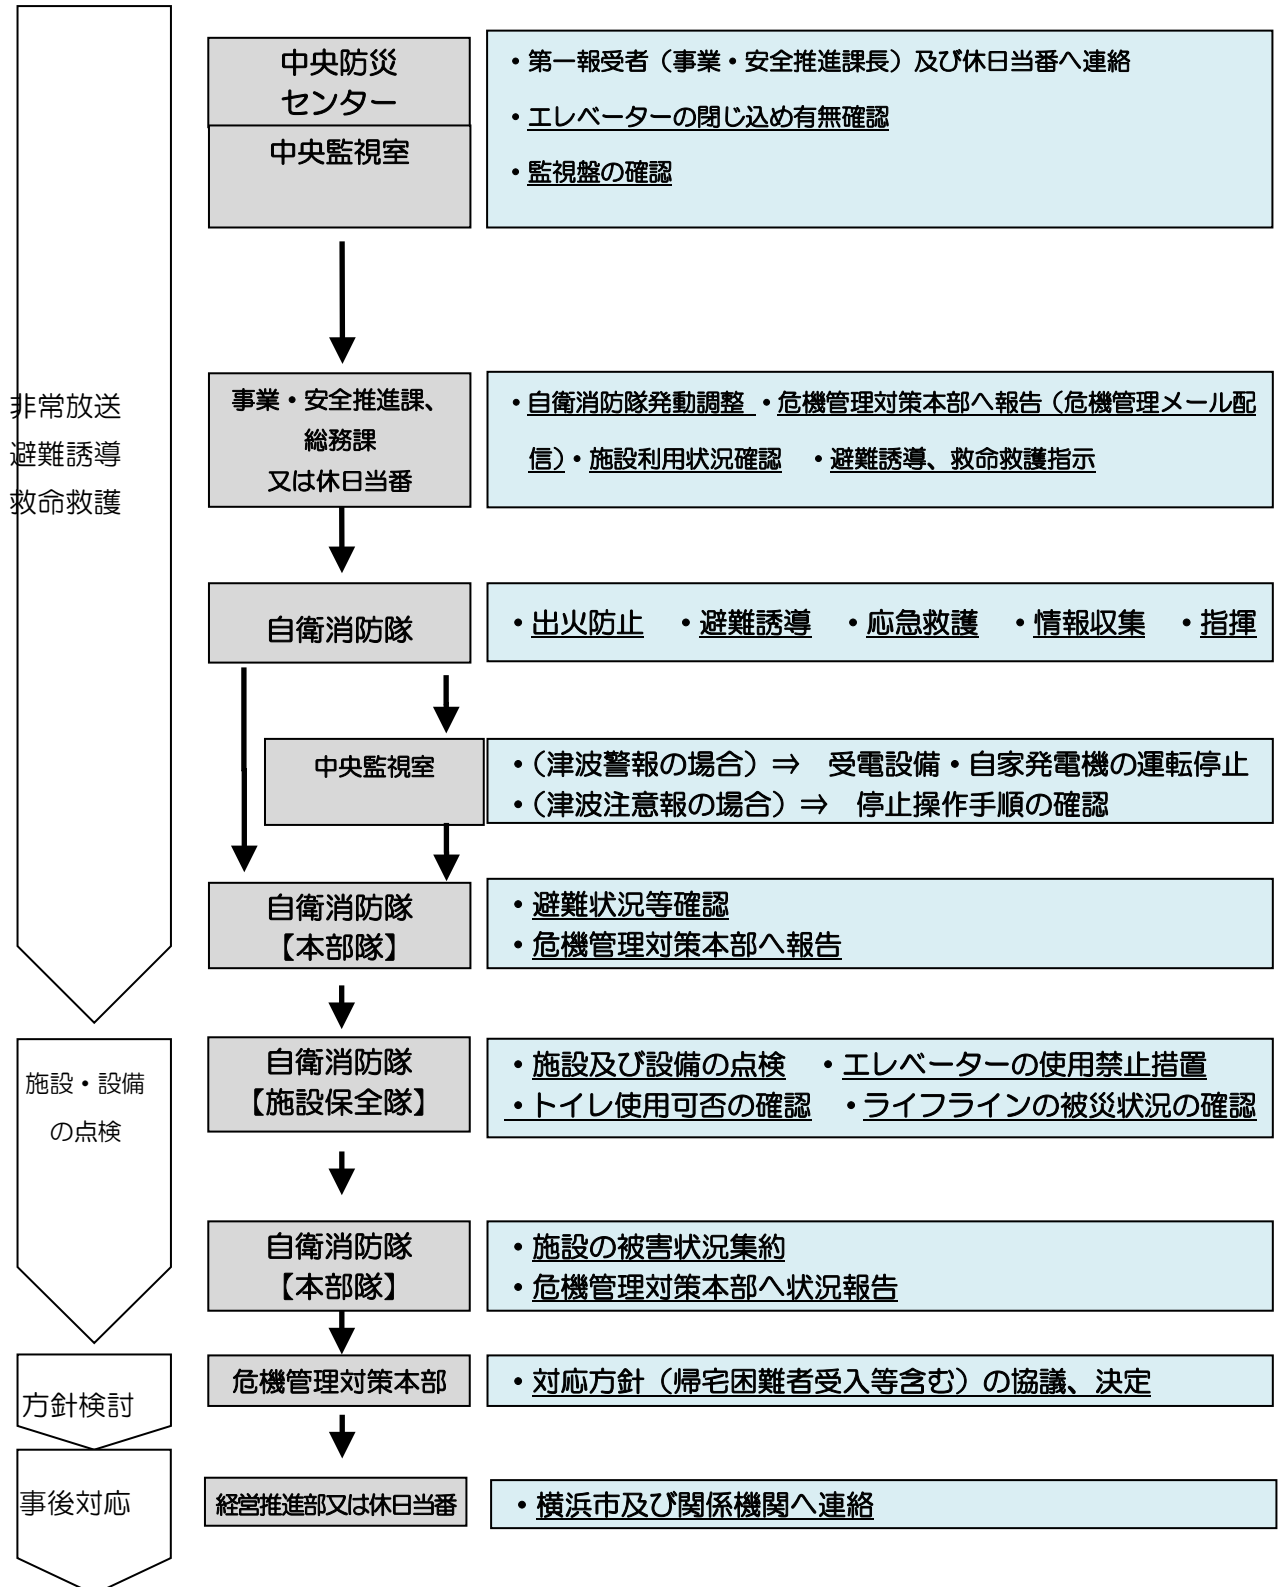 中央防災
センター
中央監視室
・第一報受者（事業・安全推進課長）及び休日当番へ連絡
・エレベーターの閉じ込め有無確認
・監視盤の確認
非常放送
避難誘導
救命救護
事業・安全推進課、
総務課
又は休日当番
・自衛消防隊発動調整 ・危機管理対策本部へ報告（危機管理メール配
信）・施設利用状況確認　・避難誘導、救命救護指示
自衛消防隊
・出火防止　・避難誘導　・応急救護　・情報収集　・指揮
中央監視室
・（津波警報の場合）⇒　受電設備・自家発電機の運転停止
・（津波注意報の場合）⇒　停止操作手順の確認
自衛消防隊
【本部隊】
・避難状況等確認
・危機管理対策本部へ報告
施設・設備
の点検
自衛消防隊
【施設保全隊】
・施設及び設備の点検　・エレベーターの使用禁止措置
・トイレ使用可否の確認　・ライフラインの被災状況の確認
自衛消防隊
【本部隊】
・施設の被害状況集約
・危機管理対策本部へ状況報告
方針検討
危機管理対策本部
・対応方針（帰宅困難者受入等含む）の協議、決定
事後対応
経営推進部又は休日当番
・横浜市及び関係機関へ連絡